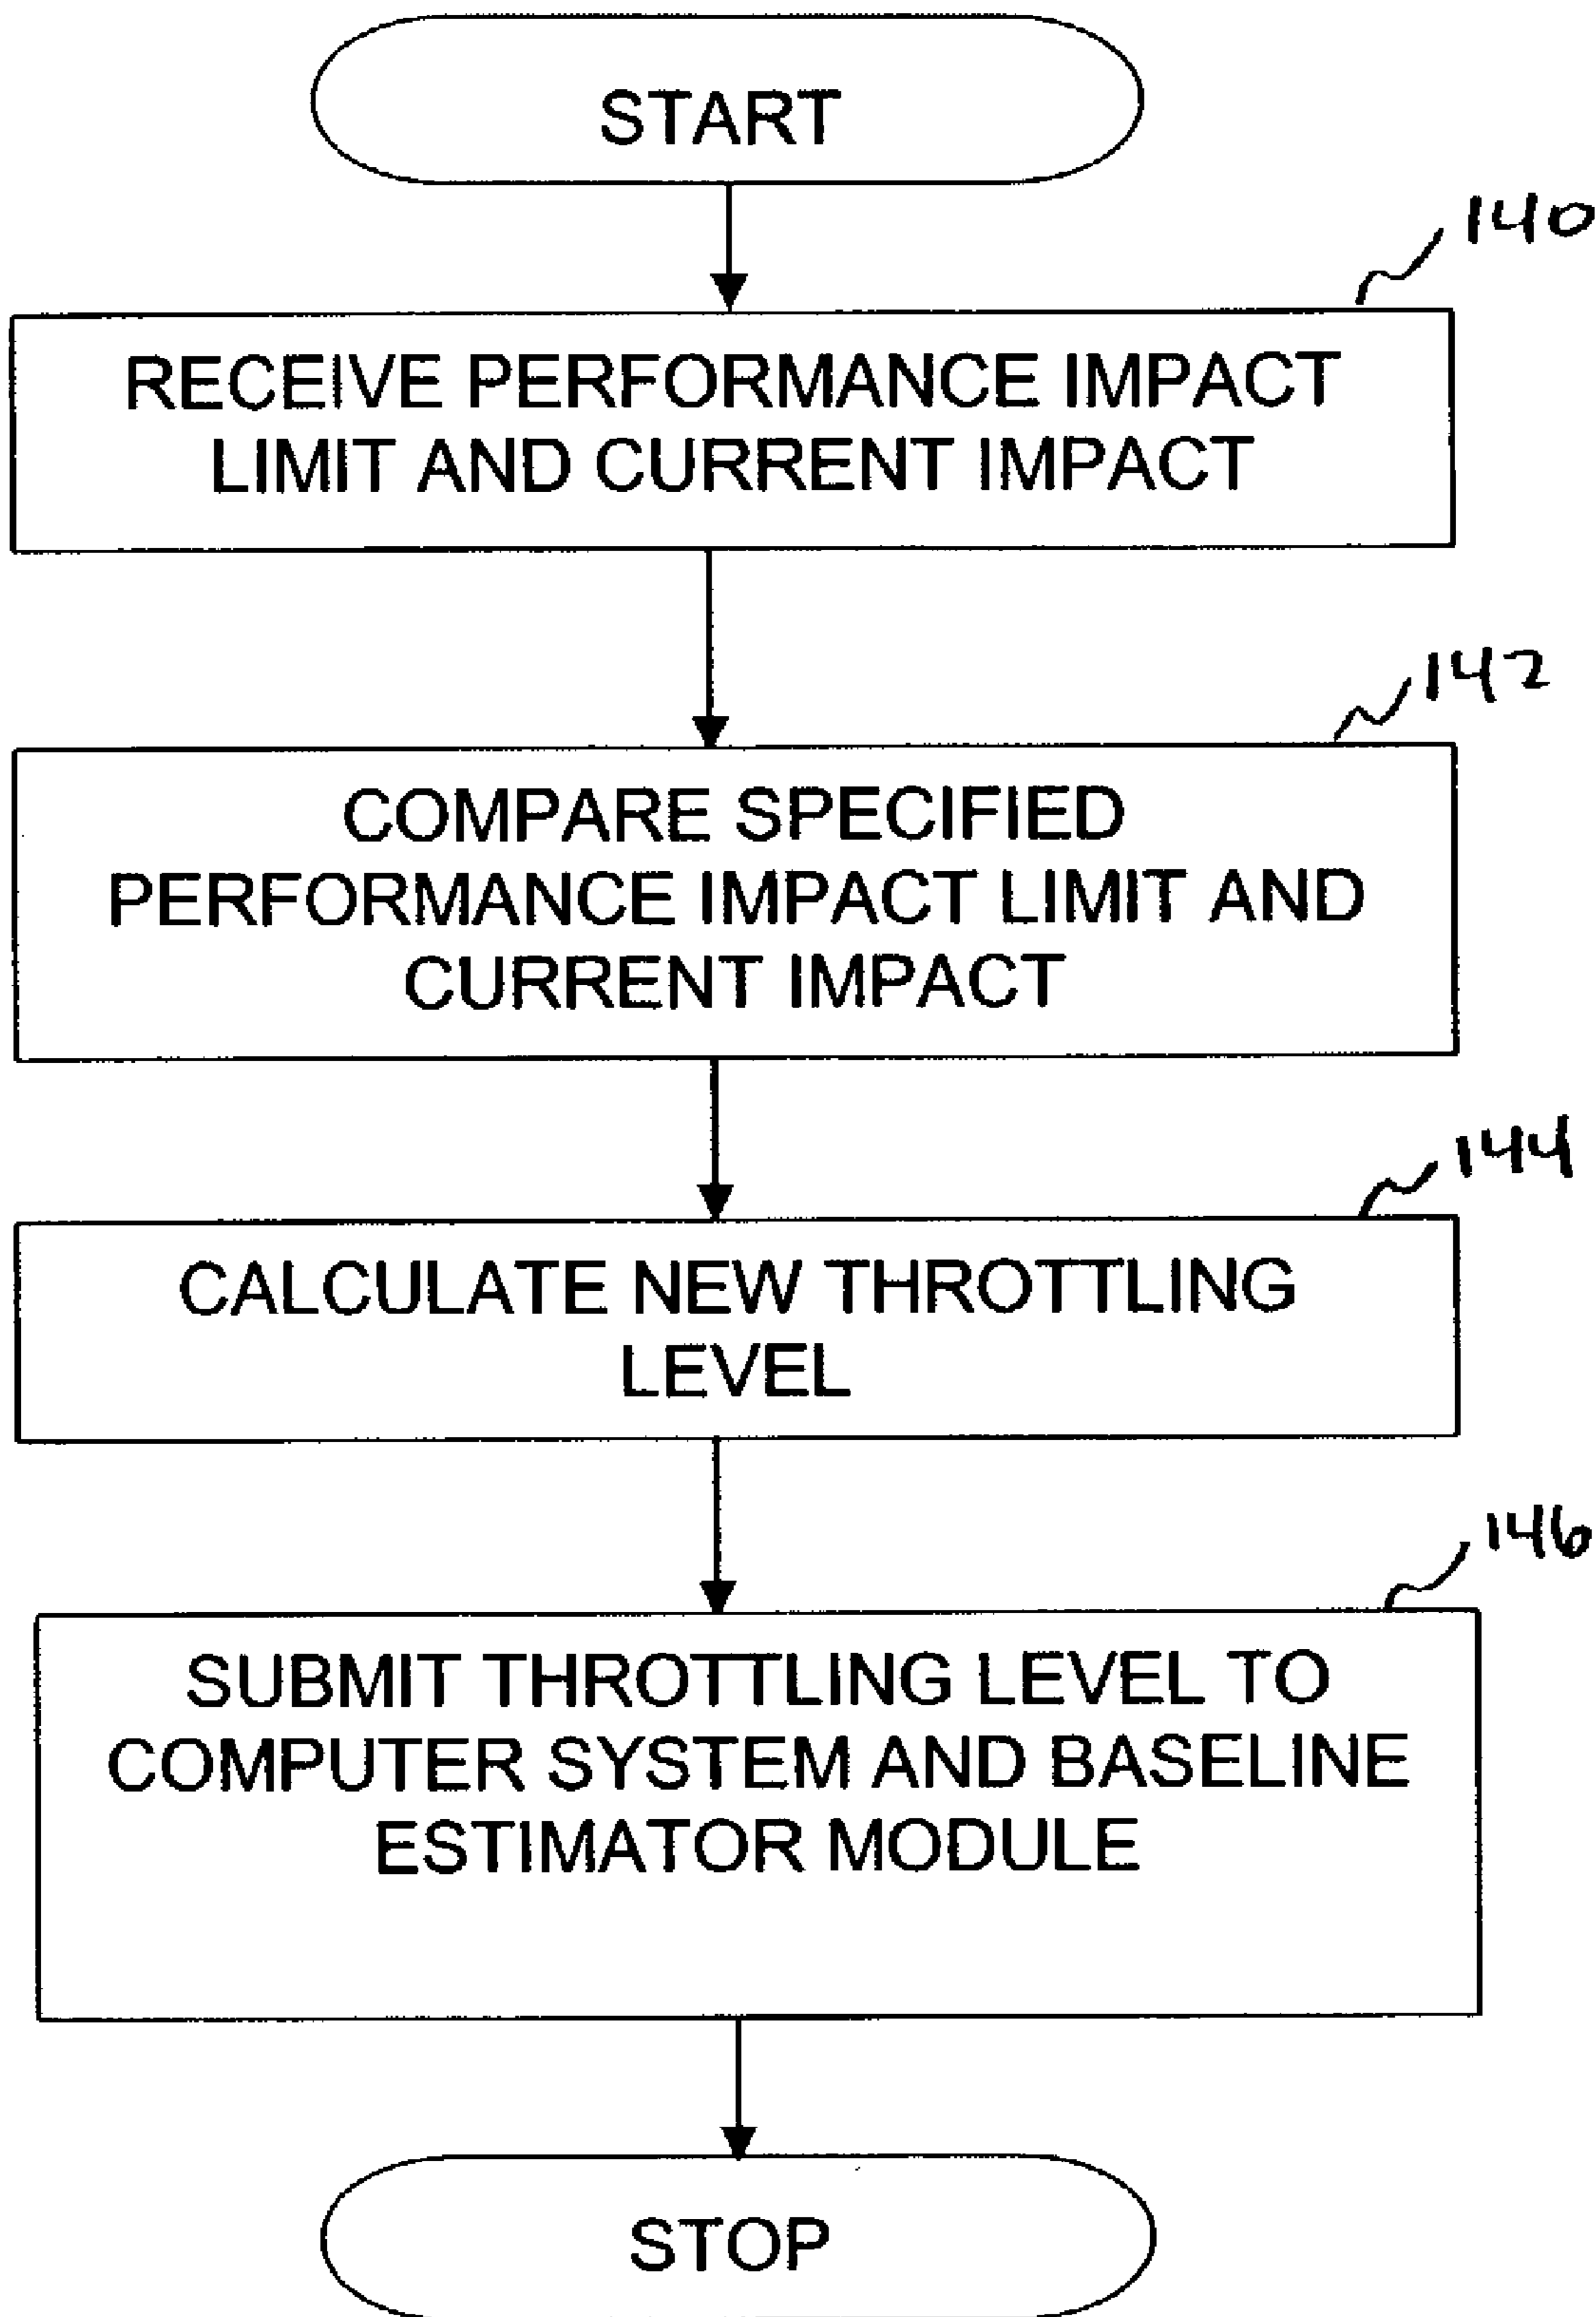 START
140
RECEIVE PERFORMANCE IMPACT
LIMIT AND CURRENT IMPACT
142
COMPARE SPECIFIED
PERFORMANCE IMPACT LIMIT AND
CURRENT IMPACT
144
CALCULATE NEW THROTTLING
LEVEL
146
SUBMIT THROTTLING LEVEL TO
COMPUTER SYSTEM AND BASELINE
ESTIMATOR MODULE
STOP